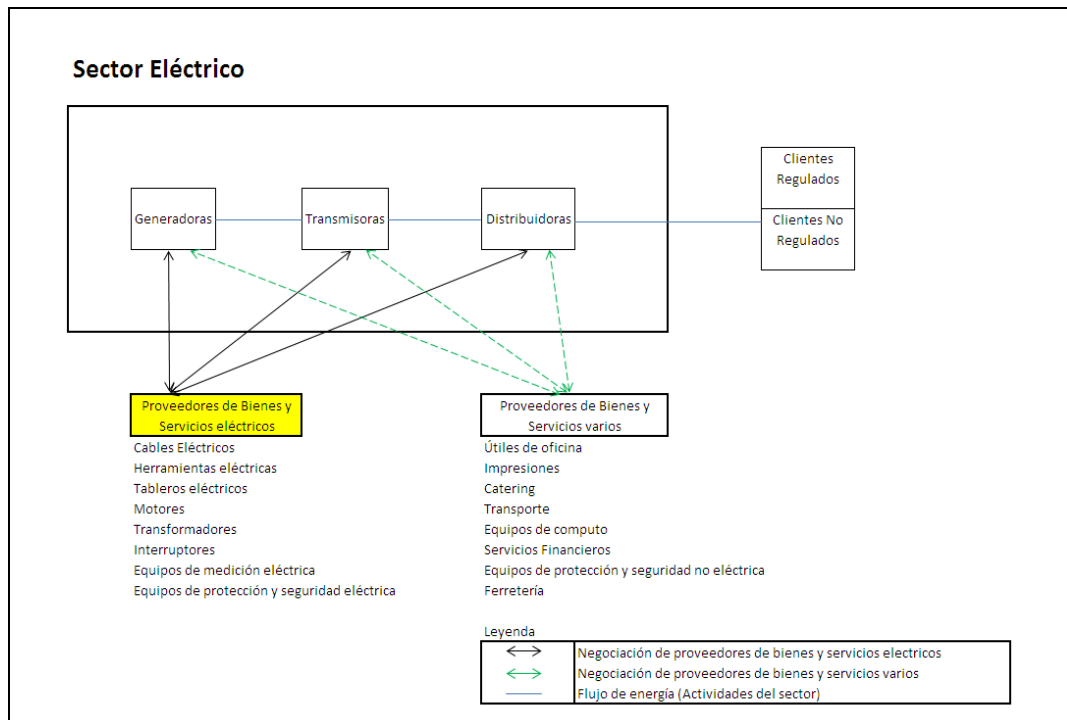 Sector Eléctrico
Clientes
Regulados
Generadoras
Transmisoras
Distribuidoras
Clientes No
Regulados
Proveedores de Bienes y
Servicios eléctricos
Cables Eléctricos
Herramientas eléctricas
Tableros eléctricos
Motores
Transformadores
Interruptores
Equipos de medición eléctrica
Equipos de protección y seguridad eléctrica
Proveedores de Bienes y
Servicios varios
Útiles de oficina
Impresiones
Catering
Transporte
Equipos de computo
Servicios Financieros
Equipos de protección y seguridad no eléctrica
Ferretería
Leyenda
Negociación de proveedores de bienes y servicios electricos
Negociación de proveedores de bienes y servicios varios
Flujo de energía (Actividades del sector)